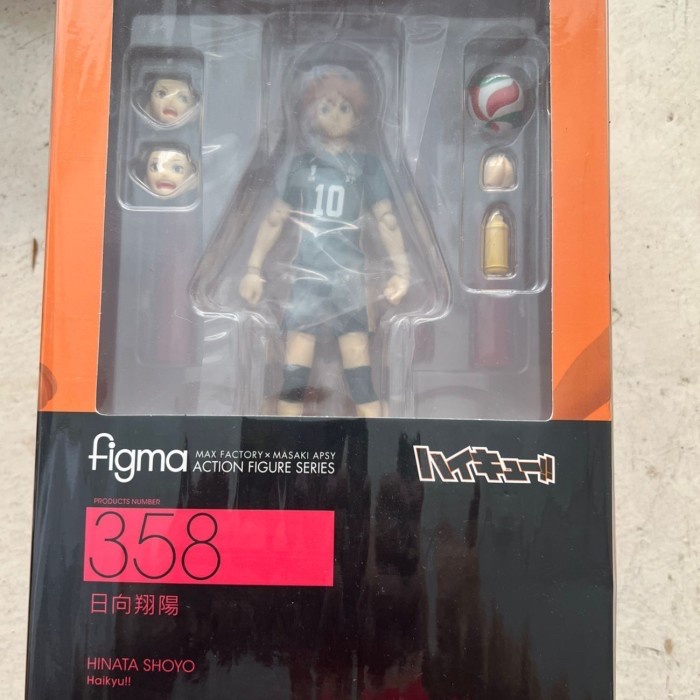 10
figma
MAX FACTORY×MASAKI APSY
ACTION FIGURE SERIES
ハイキュー!!
PRODUCTS NUMBER
358
日向翔陽
HINATA SHOYO
Haikyu!!